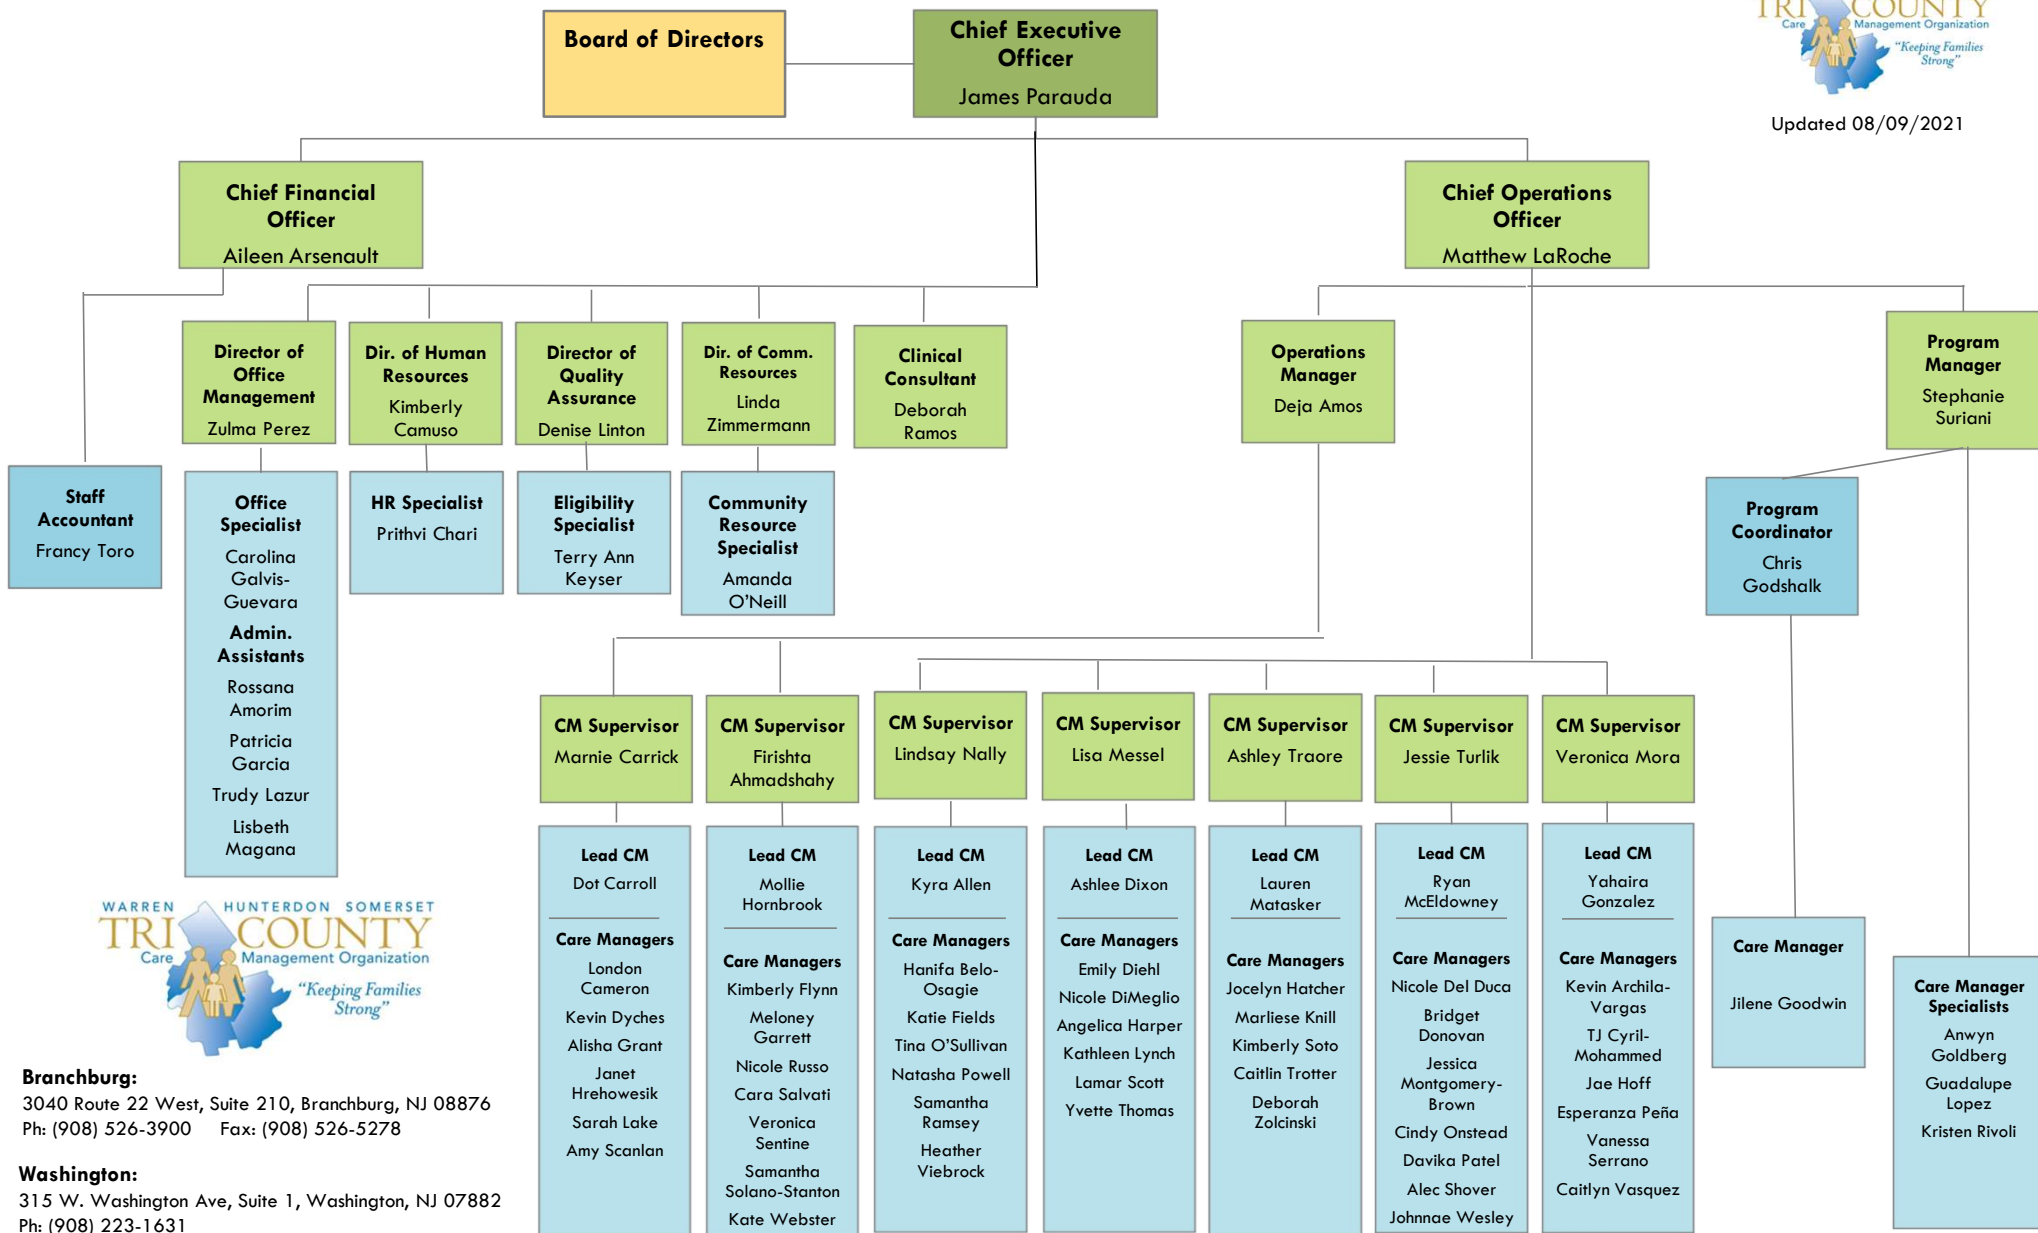 Board of Directors
Chief Executive
Officer
James Parauda
TRI COUNTY
Care Management Organization
"Keeping Families
Strong"
Updated 08/09/2021
Chief Financial
Officer
Aileen Arsenault
Chief Operations
Officer
Matthew LaRoche
Director of
Office
Management
Zulma Perez
Dir. of Human
Resources
Kimberly
Camuso
Director of
Quality
Assurance
Denise Linton
Dir. of Comm.
Resources
Linda
Zimmermann
Clinical
Consultant
Deborah
Ramos
Operations
Manager
Deja Amos
Program
Manager
Stephanie
Suriani
Staff
Accountant
Francy Toro
Office
Specialist
Carolina
Galvis-
Guevara
Admin.
Assistants
Rossana
Amorim
Patricia
Garcia
Trudy Lazur
Lisbeth
Magana
HR Specialist
Prithvi Chari
Eligibility
Specialist
Terry Ann
Keyser
Community
Resource
Specialist
Amanda
O'Neill
Program
Coordinator
Chris
Godshalk
CM Supervisor
Marnie Carrick
CM Supervisor
Firishta
Ahmadshahy
CM Supervisor
Lindsay Nally
CM Supervisor
Lisa Messel
CM Supervisor
Ashley Traore
CM Supervisor
Jessie Turlik
CM Supervisor
Veronica Mora
Lead CM
Dot Carroll
Care Managers
London
Cameron
Kevin Dyches
Alisha Grant
Janet
Hrehowesik
Sarah Lake
Amy Scanlan
Lead CM
Mollie
Hornbrook
Care Managers
Kimberly Flynn
Meloney
Garrett
Nicole Russo
Cara Salvati
Veronica
Sentine
Samantha
Solano-Stanton
Kate Webster
Lead CM
Kyra Allen
Care Managers
Hanifa Belo-
Osagie
Katie Fields
Tina O'Sullivan
Natasha Powell
Samantha
Ramsey
Heather
Viebrock
Lead CM
Ashlee Dixon
Care Managers
Emily Diehl
Nicole DiMeglio
Angelica Harper
Kathleen Lynch
Lamar Scott
Yvette Thomas
Lead CM
Lauren
Matasker
Care Managers
Jocelyn Hatcher
Marliese Knill
Kimberly Soto
Caitlin Trotter
Deborah
Zolcinski
Lead CM
Ryan
McEldowney
Care Managers
Nicole Del Duca
Bridget
Donovan
Jessica
Montgomery-
Brown
Cindy Onstead
Davika Patel
Alec Shover
Johnnae Wesley
Lead CM
Yahaira
Gonzalez
Care Managers
Kevin Archila-
Vargas
TJ Cyril-
Mohammed
Jae Hoff
Esperanza Peña
Vanessa
Serrano
Caitlyn Vasquez
Care Manager
Jilene Goodwin
Care Manager
Specialists
Anwyn
Goldberg
Guadalupe
Lopez
Kristen Rivoli
WARREN HUNTERDON SOMERSET
TRI COUNTY
Care Management Organization
"Keeping Families
Strong"
Branchburg:
3040 Route 22 West, Suite 210, Branchburg, NJ 08876
Ph: (908) 526-3900 Fax: (908) 526-5278
Washington:
315 W. Washington Ave, Suite 1, Washington, NJ 07882
Ph: (908) 223-1631